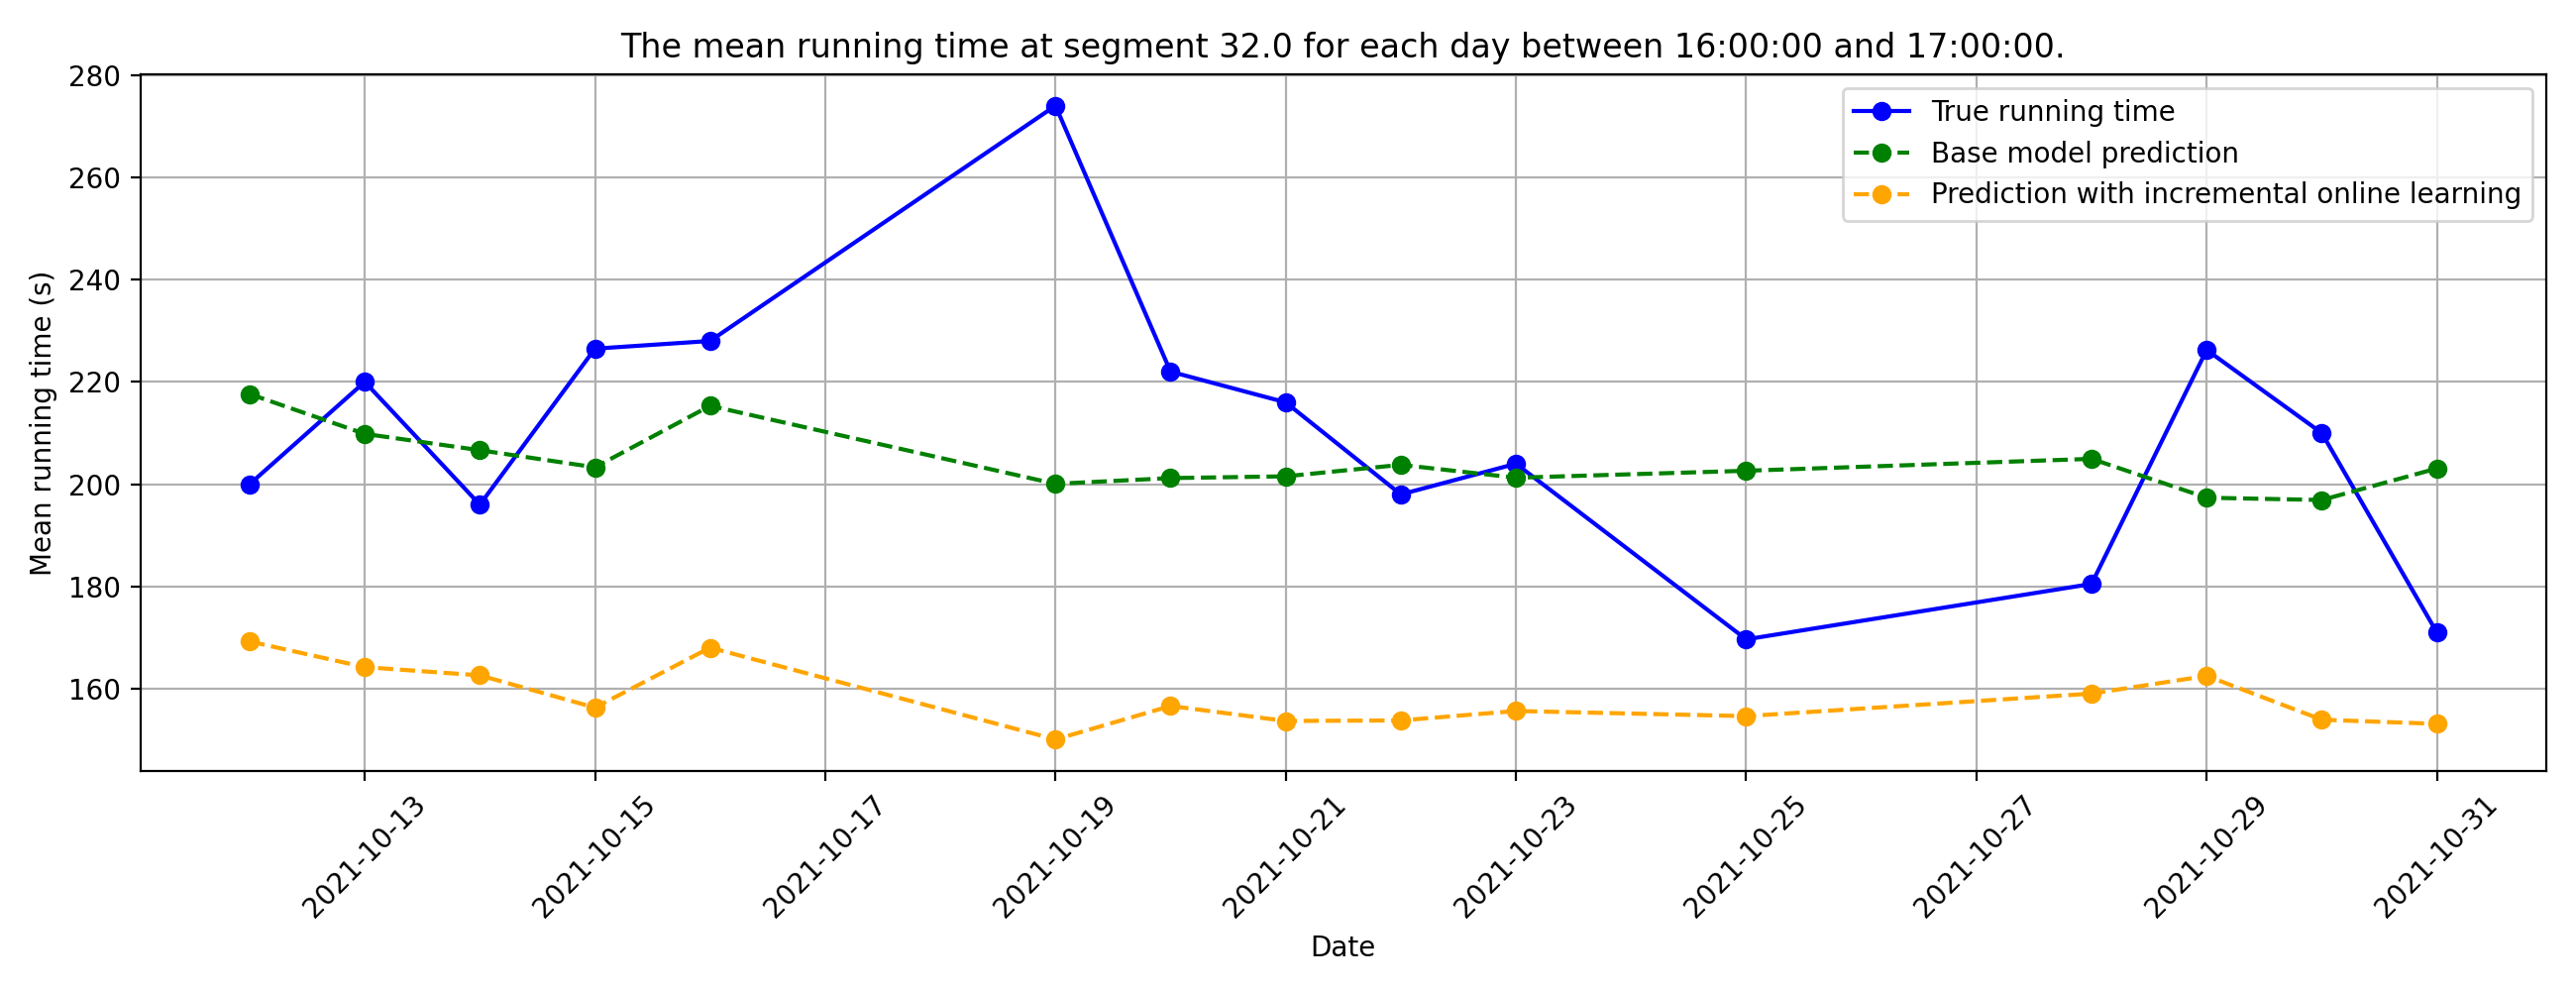 The mean running time at segment 32.0 for each day between 16:00:00 and 17:00:00.
280
260
240
220
200
180
160
Mean running time (s)
True running time
Base model prediction
Prediction with incremental online learning
2021-10-13
2021-10-15
2021-10-17
2021-10-19
2021-10-21
2021-10-23
2021-10-25
2021-10-27
2021-10-29
2021-10-31
Date